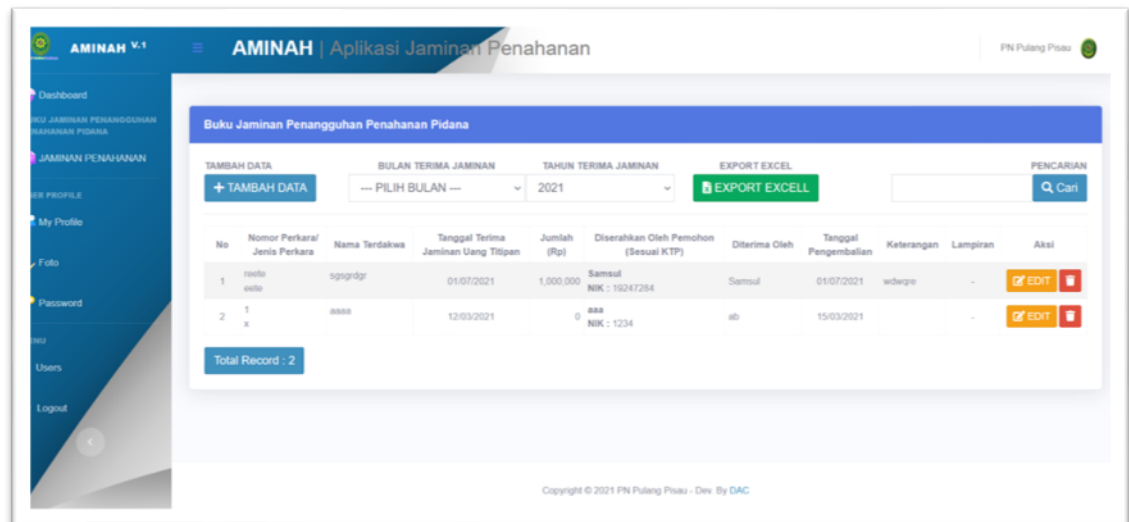 AMINAH V.1
AMINAH | Aplikasi Jaminan Penahanan
PN Pulang Pisau
Dashboard
JAMINAN PENANGGUHAN
PIDANA
JAMINAN PENAHANAN
PROFILE
My Profile
Foto
Password
Users
Logout
Buku Jaminan Penangguhan Penahanan Pidana
TAMBAH DATA BULAN TERIMA JAMINAN TAHUN TERIMA JAMINAN EXPORT EXCEL PENCARIAN
+ TAMBAH DATA --- PILIH BULAN --- 2021 EXPORT EXCELL Cari
No Nomor Perkara/ Jenis Perkara Nama Terdakwa Tanggal Terima Jaminan Uang Titipan Jumlah (Rp) Diserahkan Oleh Pemohon (Sesuai KTP) Diterima Oleh Tanggal Pengembalian Keterangan Lampiran Aksi
1 sgsgrdgr 01/07/2021 1,000,000 Samsul NIK : 19247284 Samsul 01/07/2021 - EDIT
2 1 x aaaa 12/03/2021 0 aaa NIK : 1234 ab 15/03/2021 - EDIT
Total Record : 2
Copyright © 2021 PN Pulang Pisau - Dev. By DAC